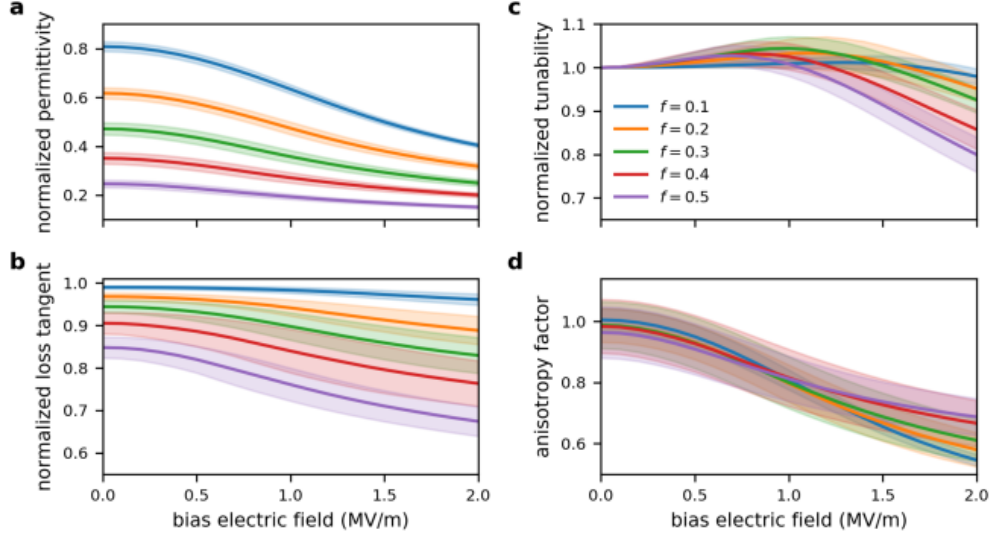 a
normalized permittivity
0.8
0.6
0.4
0.2
c
normalized tunability
1.1
1.0
0.9
0.8
0.7
f = 0.1
f = 0.2
f = 0.3
f = 0.4
f = 0.5
b
normalized loss tangent
1.0
0.9
0.8
0.7
0.6
0.0 0.5 1.0 1.5 2.0
bias electric field (MV/m)
d
anisotropy factor
1.0
0.8
0.6
0.0 0.5 1.0 1.5 2.0
bias electric field (MV/m)